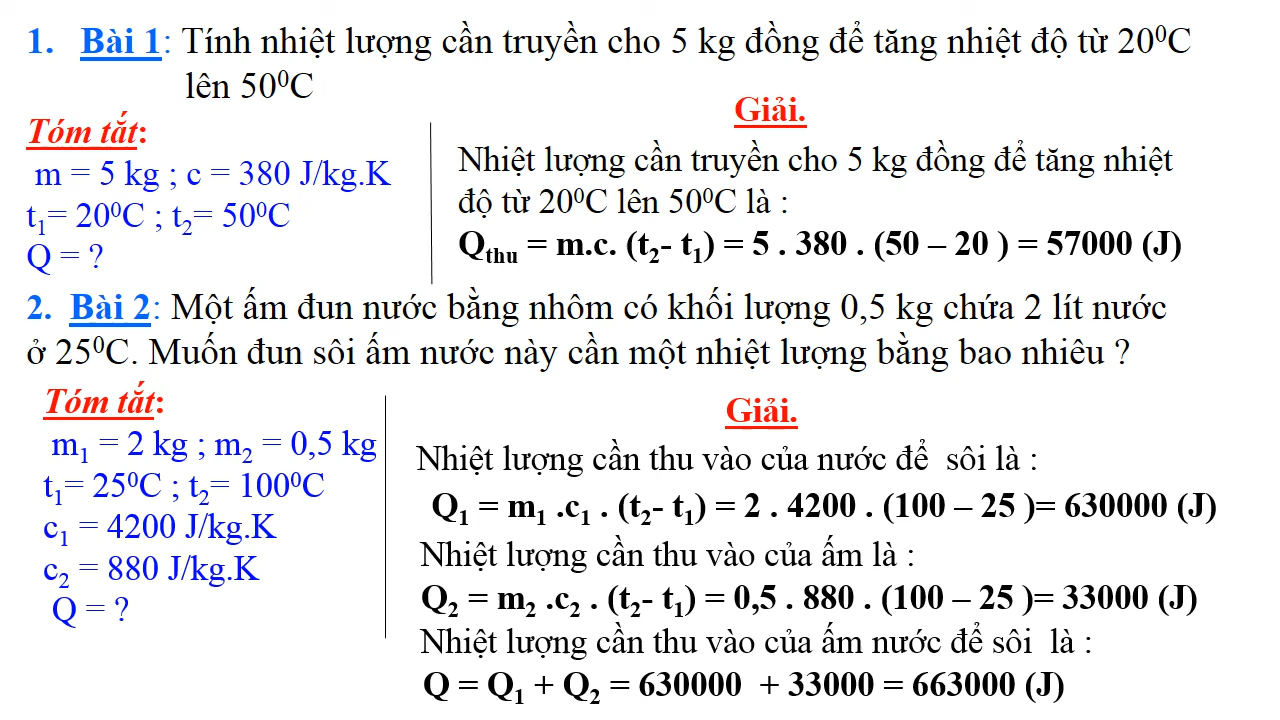 1. Bài 1: Tính nhiệt lượng cần truyền cho 5 kg đồng để tăng nhiệt độ từ 20⁰C
lên 50⁰C
Tóm tắt:
m = 5 kg ; c = 380 J/kg.K
t₁= 20⁰C ; t₂= 50⁰C
Q = ?
Giải.
Nhiệt lượng cần truyền cho 5 kg đồng để tăng nhiệt
độ từ 20⁰C lên 50⁰C là :
Qₜₕᵤ = m.c. (t₂- t₁) = 5 . 380 . (50 – 20 ) = 57000 (J)
2. Bài 2: Một ấm đun nước bằng nhôm có khối lượng 0,5 kg chứa 2 lít nước
ở 25⁰C. Muốn đun sôi ấm nước này cần một nhiệt lượng bằng bao nhiêu ?
Tóm tắt:
m₁ = 2 kg ; m₂ = 0,5 kg
t₁= 25⁰C ; t₂= 100⁰C
c₁ = 4200 J/kg.K
c₂ = 880 J/kg.K
Q = ?
Giải.
Nhiệt lượng cần thu vào của nước để sôi là :
Q₁ = m₁ .c₁ . (t₂- t₁) = 2 . 4200 . (100 – 25 )= 630000 (J)
Nhiệt lượng cần thu vào của ấm là :
Q₂ = m₂ .c₂ . (t₂- t₁) = 0,5 . 880 . (100 – 25 )= 33000 (J)
Nhiệt lượng cần thu vào của ấm nước để sôi là :
Q = Q₁ + Q₂ = 630000 + 33000 = 663000 (J)